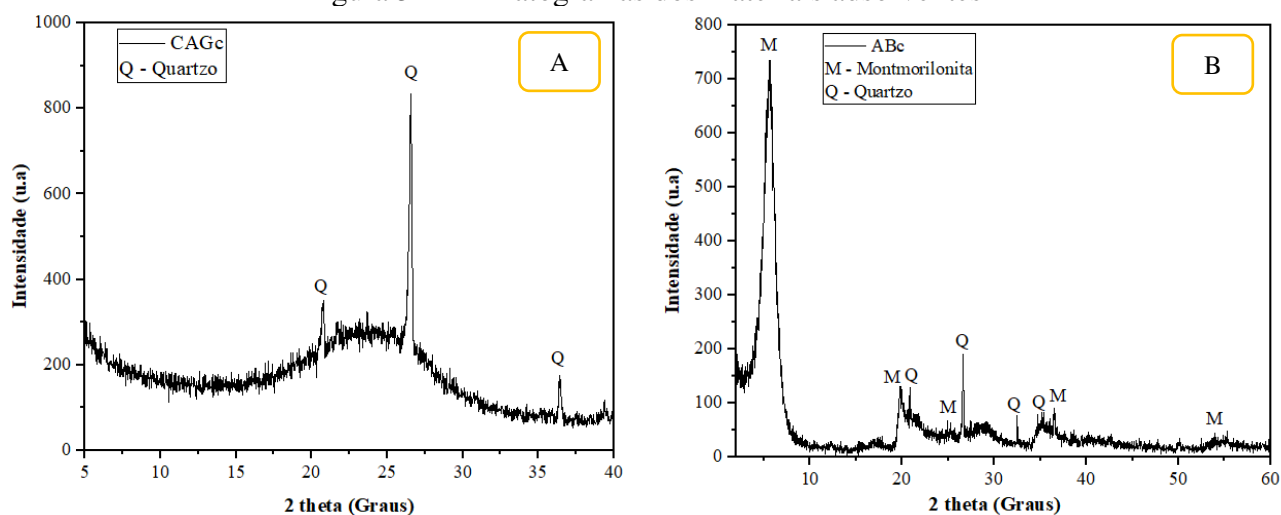 1000
800
600
400
200
0
5
10
15
20
25
30
35
40
Intensidade (u.a)
2 theta (Graus)
CAGc
Q - Quartzo
A
Q
Q
Q
800
700
600
500
400
300
200
100
0
10
20
30
40
50
60
Intensidade (u.a)
2 theta (Graus)
ABc
M - Montmorilonita
Q - Quartzo
B
M
M
Q
M
Q
Q
Q
M
M